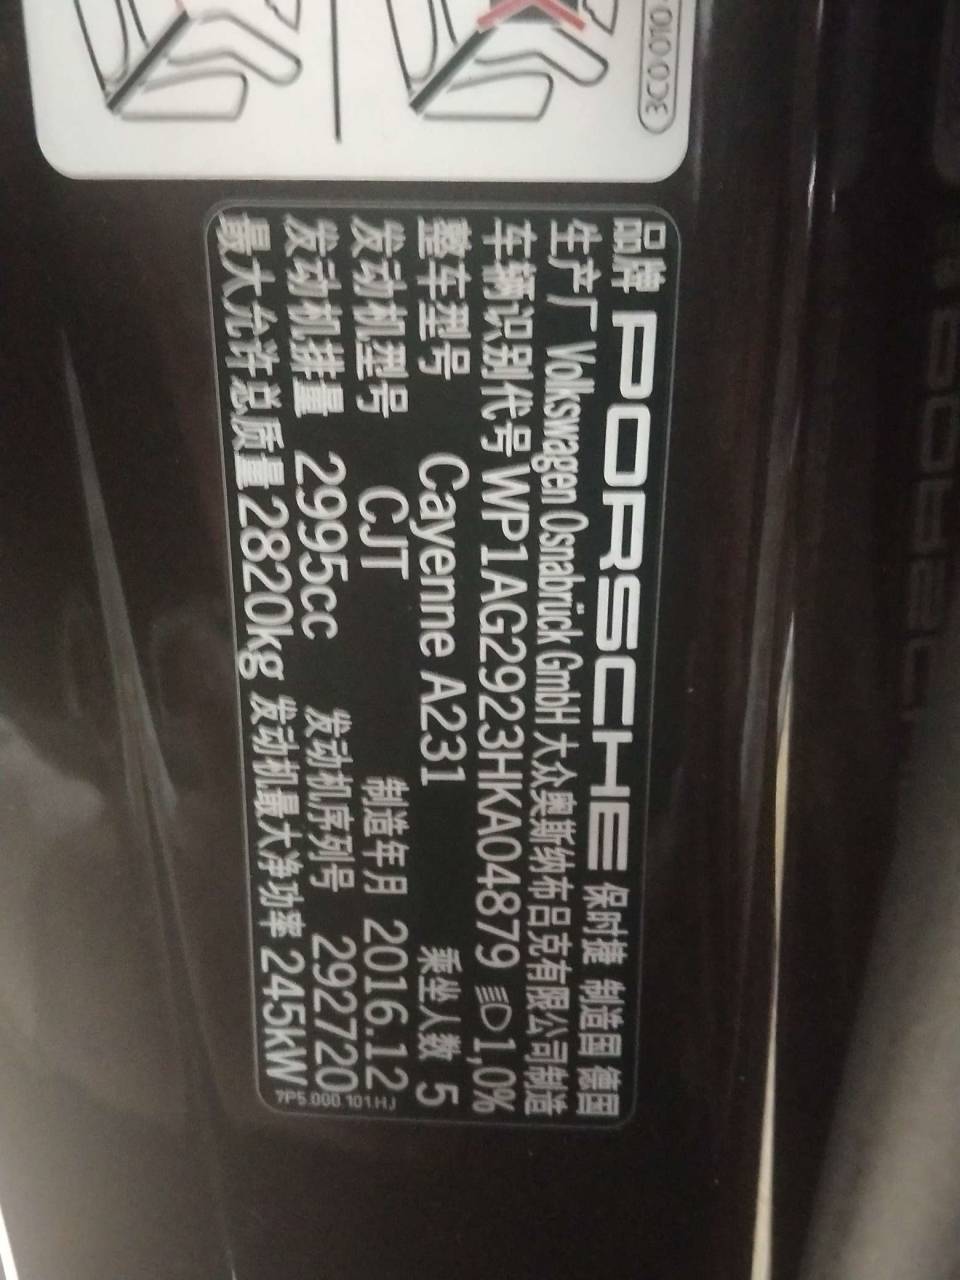 3C0 010
品牌 PORSCHE 保时捷 制造国 德国
生产厂 Volkswagen Osnabrück GmbH 大众奥斯纳布吕克有限公司制造
车辆识别代号 WP1AG2923HKA04879 1,0%
整车型号 Cayenne A231 乘坐人数 5
发动机型号 CJT 制造年月 2016.12
发动机排量 2995cc 发动机序列号 292720
最大允许总质量 2820kg 发动机最大净功率 245kW
7P5.000.101.HJ